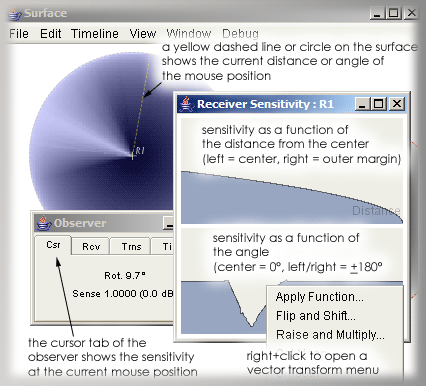 Surface
File Edit Timeline View Window Debug
a yellow dashed line or circle on the surface
shows the current distance or angle of
the mouse position
R1
Receiver Sensitivity : R1
sensitivity as a function of
the distance from the center
(left = center, right = outer margin)
Distance
Observer
Csr Rcv Trns Ti
Rot. 9.7°
Sense 1.0000 (0.0 dB
sensitivity as a function of
the angle
(center = 0°, left/right = ±180°
Apply Function...
Flip and Shift...
Raise and Multiply...
the cursor tab of the
observer shows the sensitivity
at the current mouse position
right+click to open a
vector transform menu